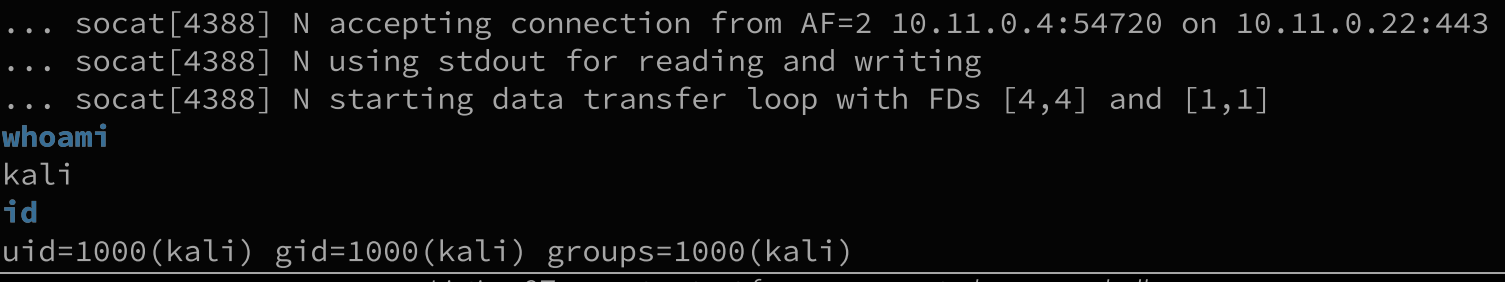 ... socat[4388] N accepting connection from AF=2 10.11.0.4:54720 on 10.11.0.22:443
... socat[4388] N using stdout for reading and writing
... socat[4388] N starting data transfer loop with FDs [4,4] and [1,1]
whoami
kali
id
uid=1000(kali) gid=1000(kali) groups=1000(kali)